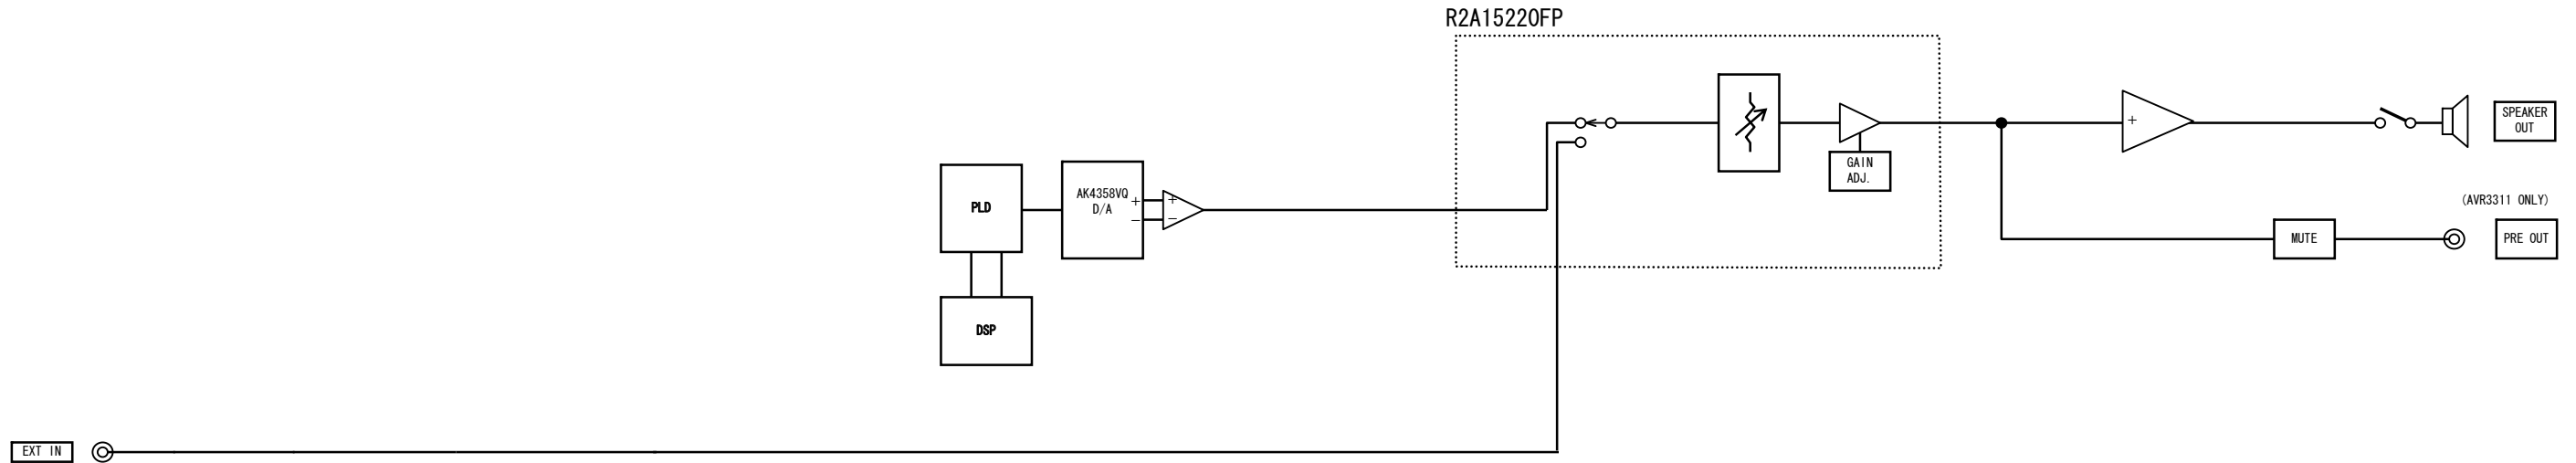 R2A15220FP
SPEAKER
OUT
+
GAIN
ADJ.
AK4358VQ
D/A
+
−
+
−
PLD
(AVR3311 ONLY)
MUTE
PRE OUT
DSP
EXT IN